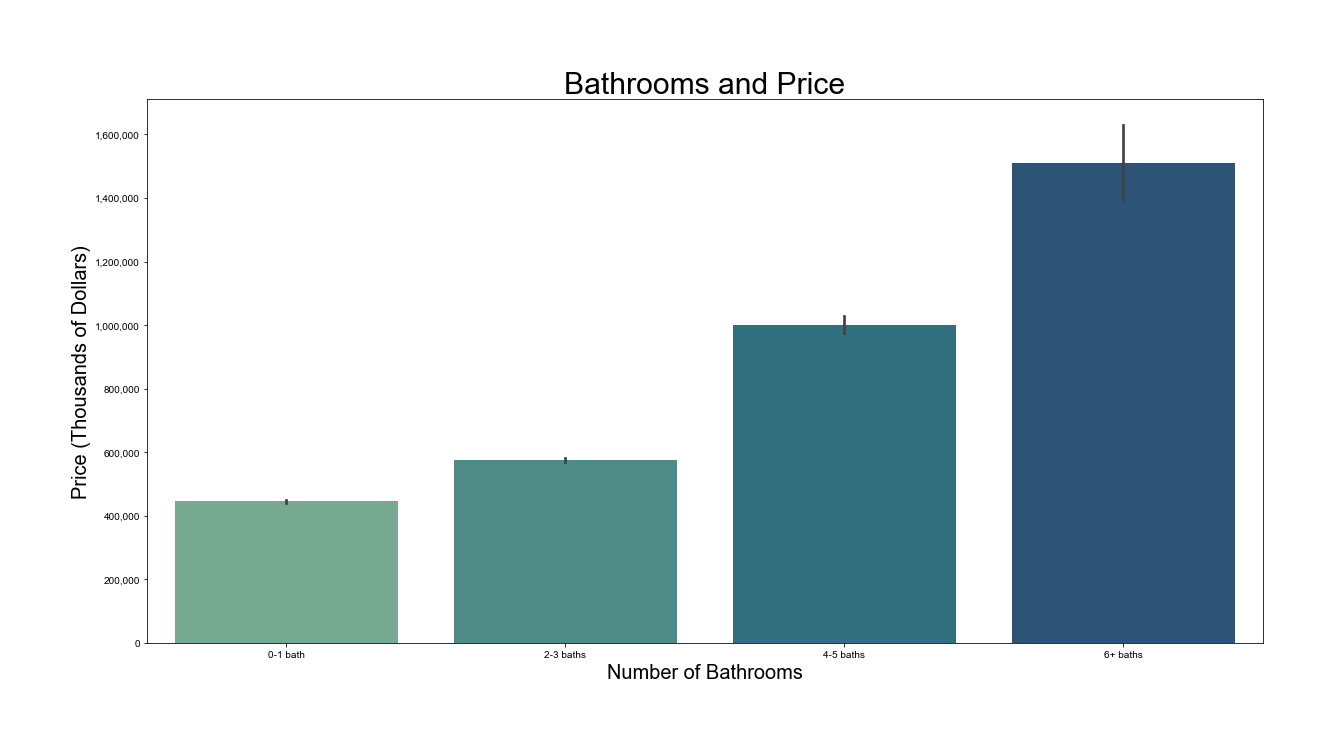 Bathrooms and Price
Price (Thousands of Dollars)
1,600,000
1,400,000
1,200,000
1,000,000
800,000
600,000
400,000
200,000
0
0-1 bath
2-3 baths
4-5 baths
6+ baths
Number of Bathrooms